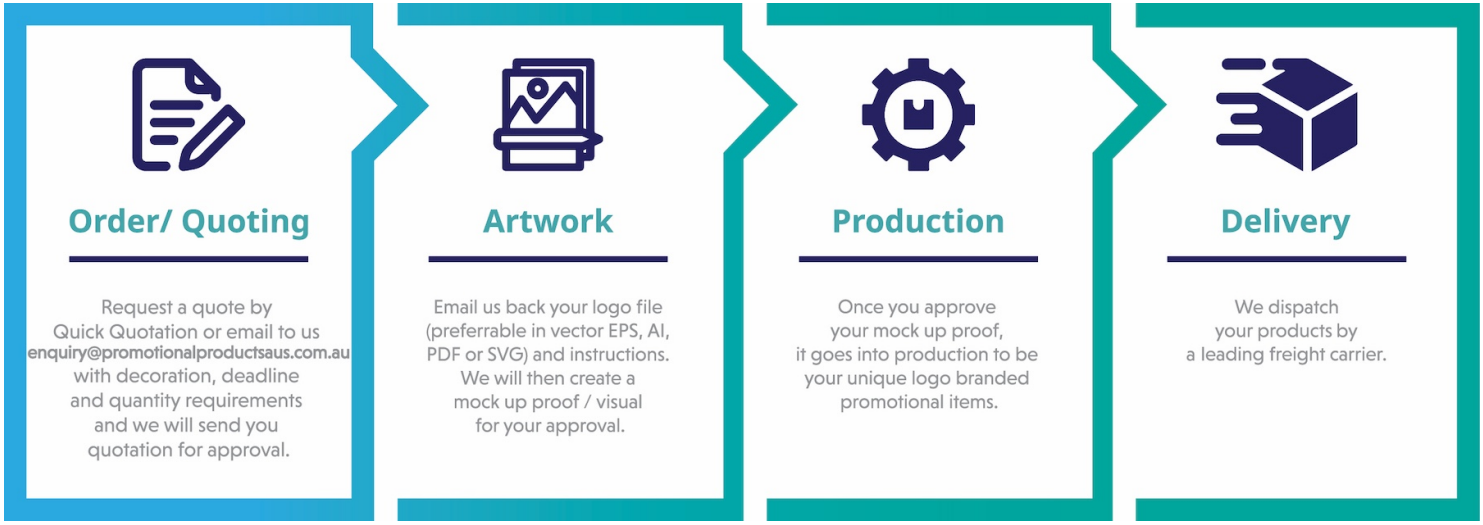 Order/ Quoting
Request a quote by
Quick Quotation or email to us
enquiry@promotionalproductsaus.com.au
with decoration, deadline
and quantity requirements
and we will send you
quotation for approval.
Artwork
Email us back your logo file
(preferrable in vector EPS, AI,
PDF or SVG) and instructions.
We will then create a
mock up proof / visual
for your approval.
Production
Once you approve
your mock up proof,
it goes into production to be
your unique logo branded
promotional items.
Delivery
We dispatch
your products by
a leading freight carrier.